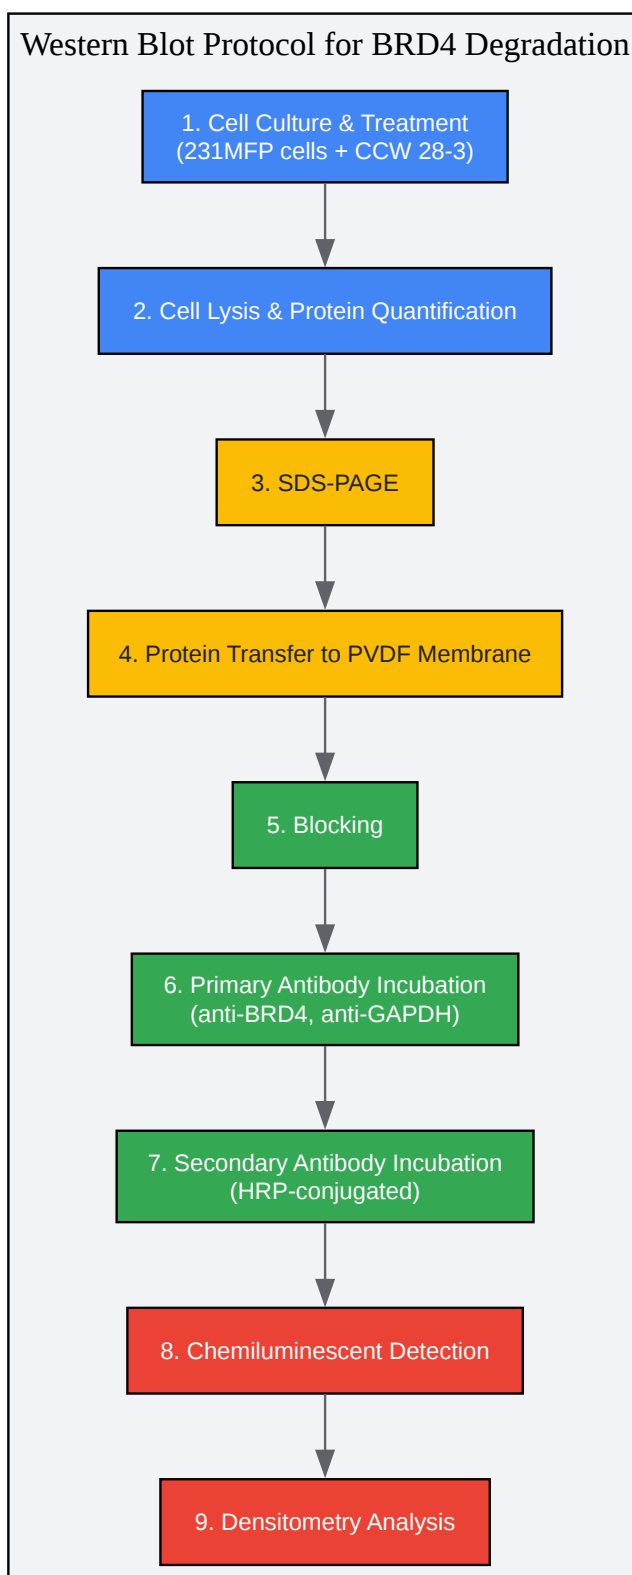 Western Blot Protocol for BRD4 Degradation
1. Cell Culture & Treatment
(231MFP cells + CCW 28-3)
2. Cell Lysis & Protein Quantification
3. SDS-PAGE
4. Protein Transfer to PVDF Membrane
5. Blocking
6. Primary Antibody Incubation
(anti-BRD4, anti-GAPDH)
7. Secondary Antibody Incubation
(HRP-conjugated)
8. Chemiluminescent Detection
9. Densitometry Analysis